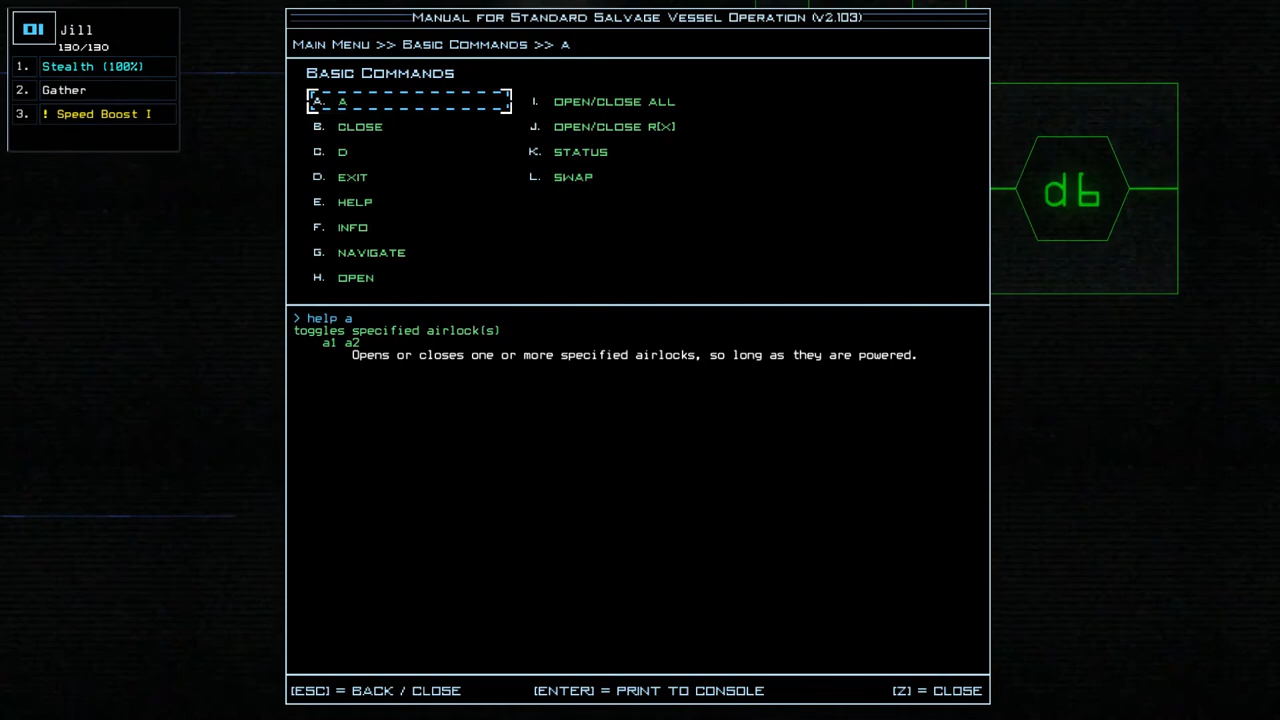 01 Jill
130/130
1. Stealth (100%)
2. Gather
3. ! Speed Boost I
Manual for Standard Salvage Vessel Operation (v2.103)
Main Menu >> Basic Commands >> A
Basic Commands
A. A
B. CLOSE
C. D
D. EXIT
E. HELP
F. INFO
G. NAVIGATE
H. OPEN
I. OPEN/CLOSE ALL
J. OPEN/CLOSE R[X]
K. STATUS
L. SWAP
> help a
toggles specified airlock(s)
a1 a2
Opens or closes one or more specified airlocks, so long as they are powered.
[ESC] = BACK / CLOSE
[ENTER] = PRINT TO CONSOLE
[Z] = CLOSE
d6